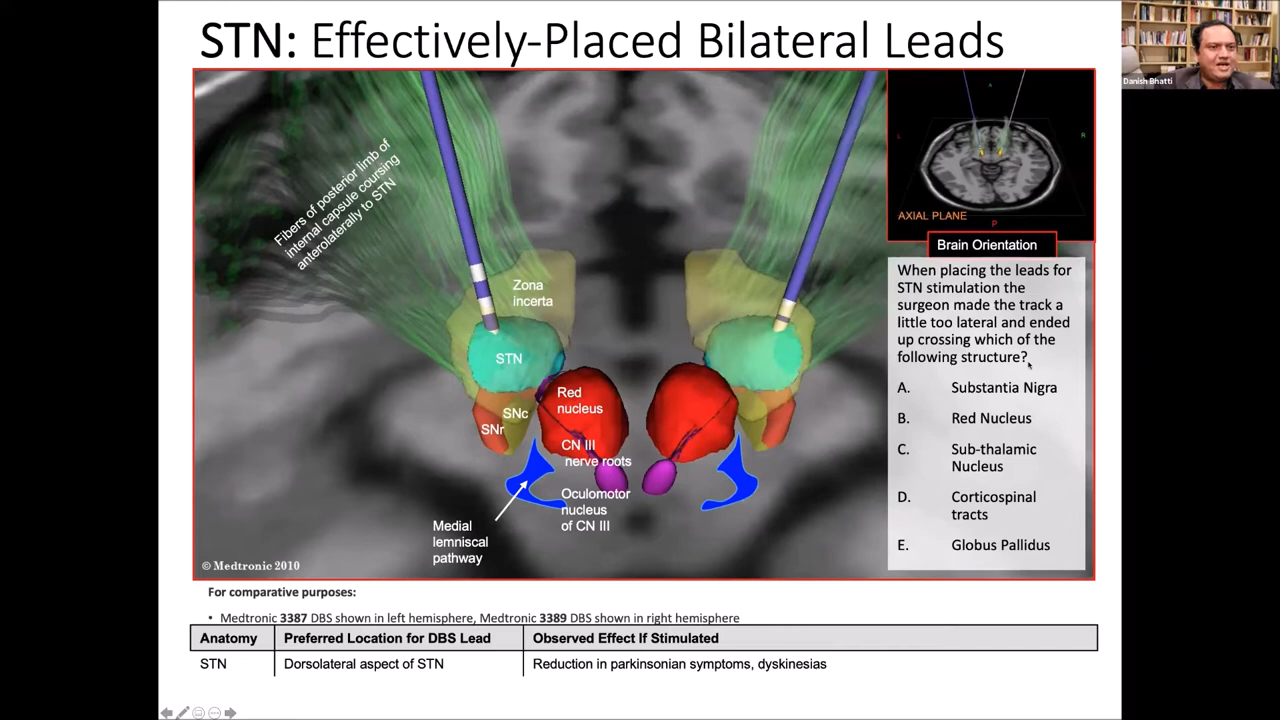 STN: Effectively-Placed Bilateral Leads
Danish Bhatti
Fibers of posterior limb of
internal capsule coursing
anterolaterally to STN
A
L
R
AXIAL PLANE
P
Brain Orientation
Zona
incerta
STN
Red
nucleus
SNc
SNr
CN III
nerve roots
Oculomotor
nucleus
of CN III
Medial
lemniscal
pathway
© Medtronic 2010
When placing the leads for
STN stimulation the
surgeon made the track a
little too lateral and ended
up crossing which of the
following structure?
A. Substantia Nigra
B. Red Nucleus
C. Sub-thalamic
Nucleus
D. Corticospinal
tracts
E. Globus Pallidus
For comparative purposes:
• Medtronic 3387 DBS shown in left hemisphere, Medtronic 3389 DBS shown in right hemisphere
Anatomy Preferred Location for DBS Lead Observed Effect If Stimulated
STN Dorsolateral aspect of STN Reduction in parkinsonian symptoms, dyskinesias